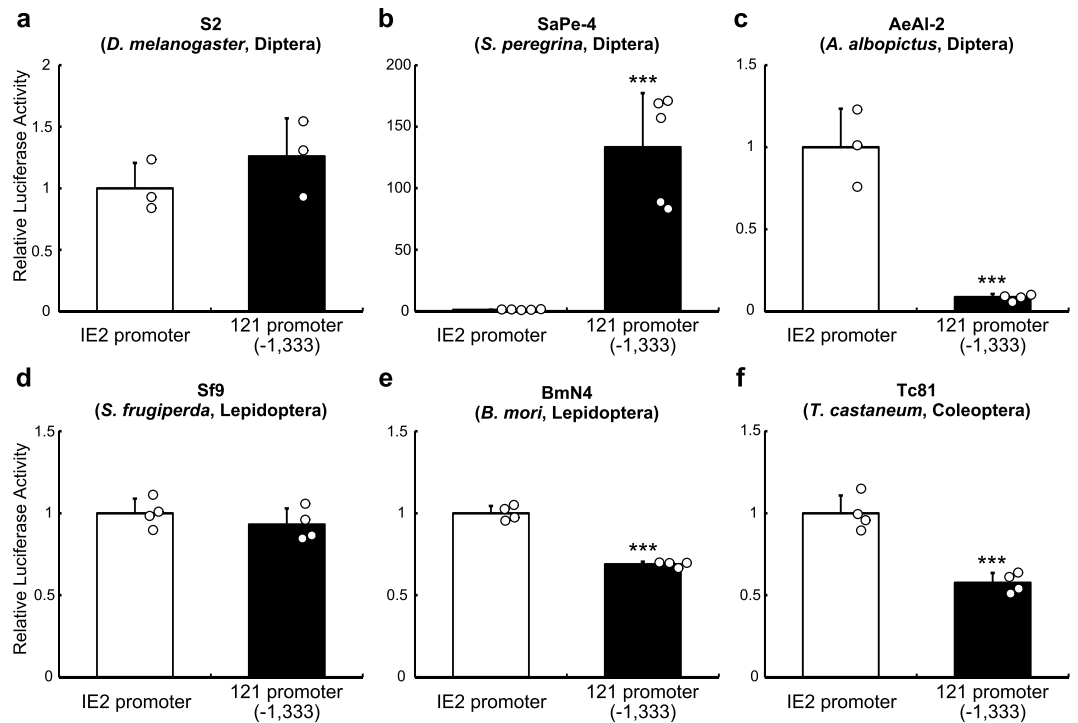 a
S2
(D. melanogaster, Diptera)
Relative Luciferase Activity
2
1.5
1
0.5
0
IE2 promoter
121 promoter
(-1,333)
b
SaPe-4
(S. peregrina, Diptera)
200
150
100
50
0
***
IE2 promoter
121 promoter
(-1,333)
c
AeAl-2
(A. albopictus, Diptera)
1.5
1
0.5
0
***
IE2 promoter
121 promoter
(-1,333)
d
Sf9
(S. frugiperda, Lepidoptera)
Relative Luciferase Activity
1.5
1
0.5
0
IE2 promoter
121 promoter
(-1,333)
e
BmN4
(B. mori, Lepidoptera)
1.5
1
0.5
0
***
IE2 promoter
121 promoter
(-1,333)
f
Tc81
(T. castaneum, Coleoptera)
1.5
1
0.5
0
***
IE2 promoter
121 promoter
(-1,333)